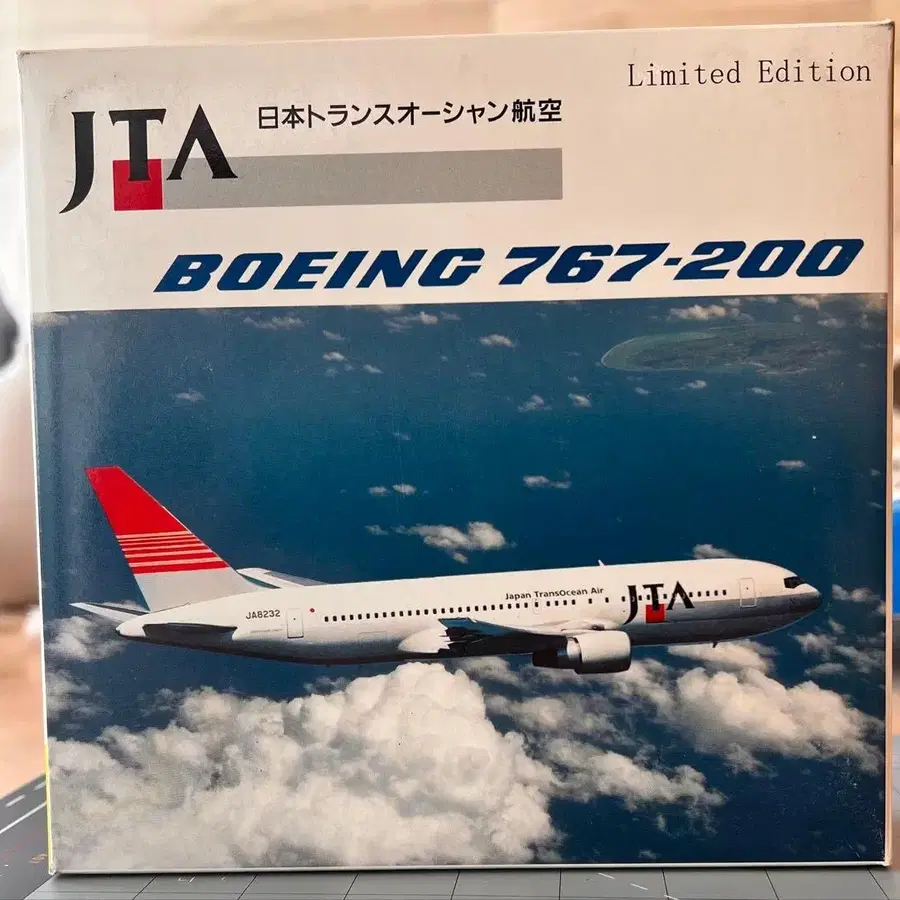 Limited Edition
JTA 日本トランスオーシャン航空
BOEING 767-200
Japan TransOcean Air
JTA
JA8232